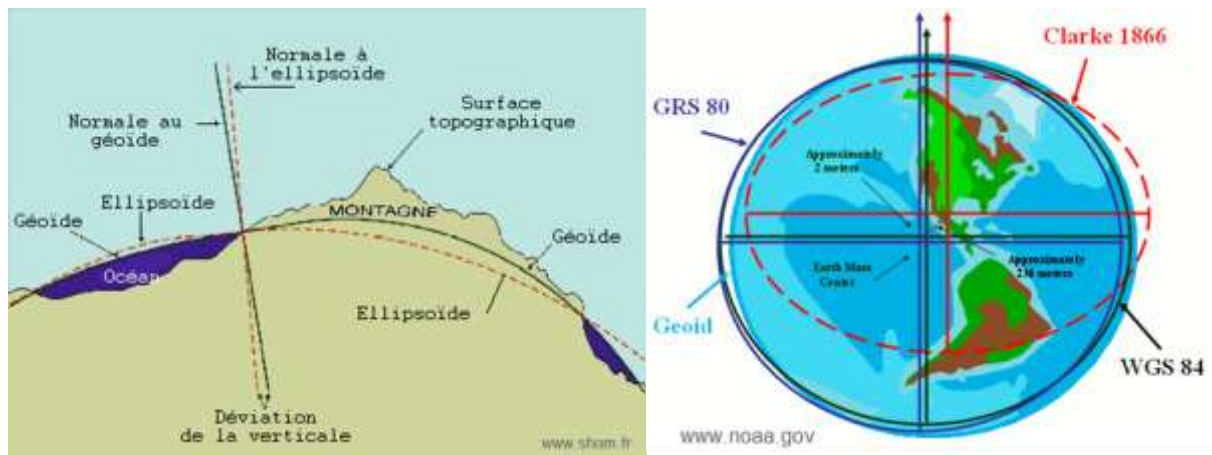 Normale à
l'ellipsoïde
Normale au
géoïde
Surface
topographique
Ellipsoïde
Géoïde
MONTAGNE
Géoïde
Océan
Ellipsoïde
Déviation
de la verticale
www.shom.fr
Clarke 1866
GRS 80
Approximately
2 meters
Earth Mass
Center
Approximately
236 meters
Geoid
WGS 84
www.noaa.gov